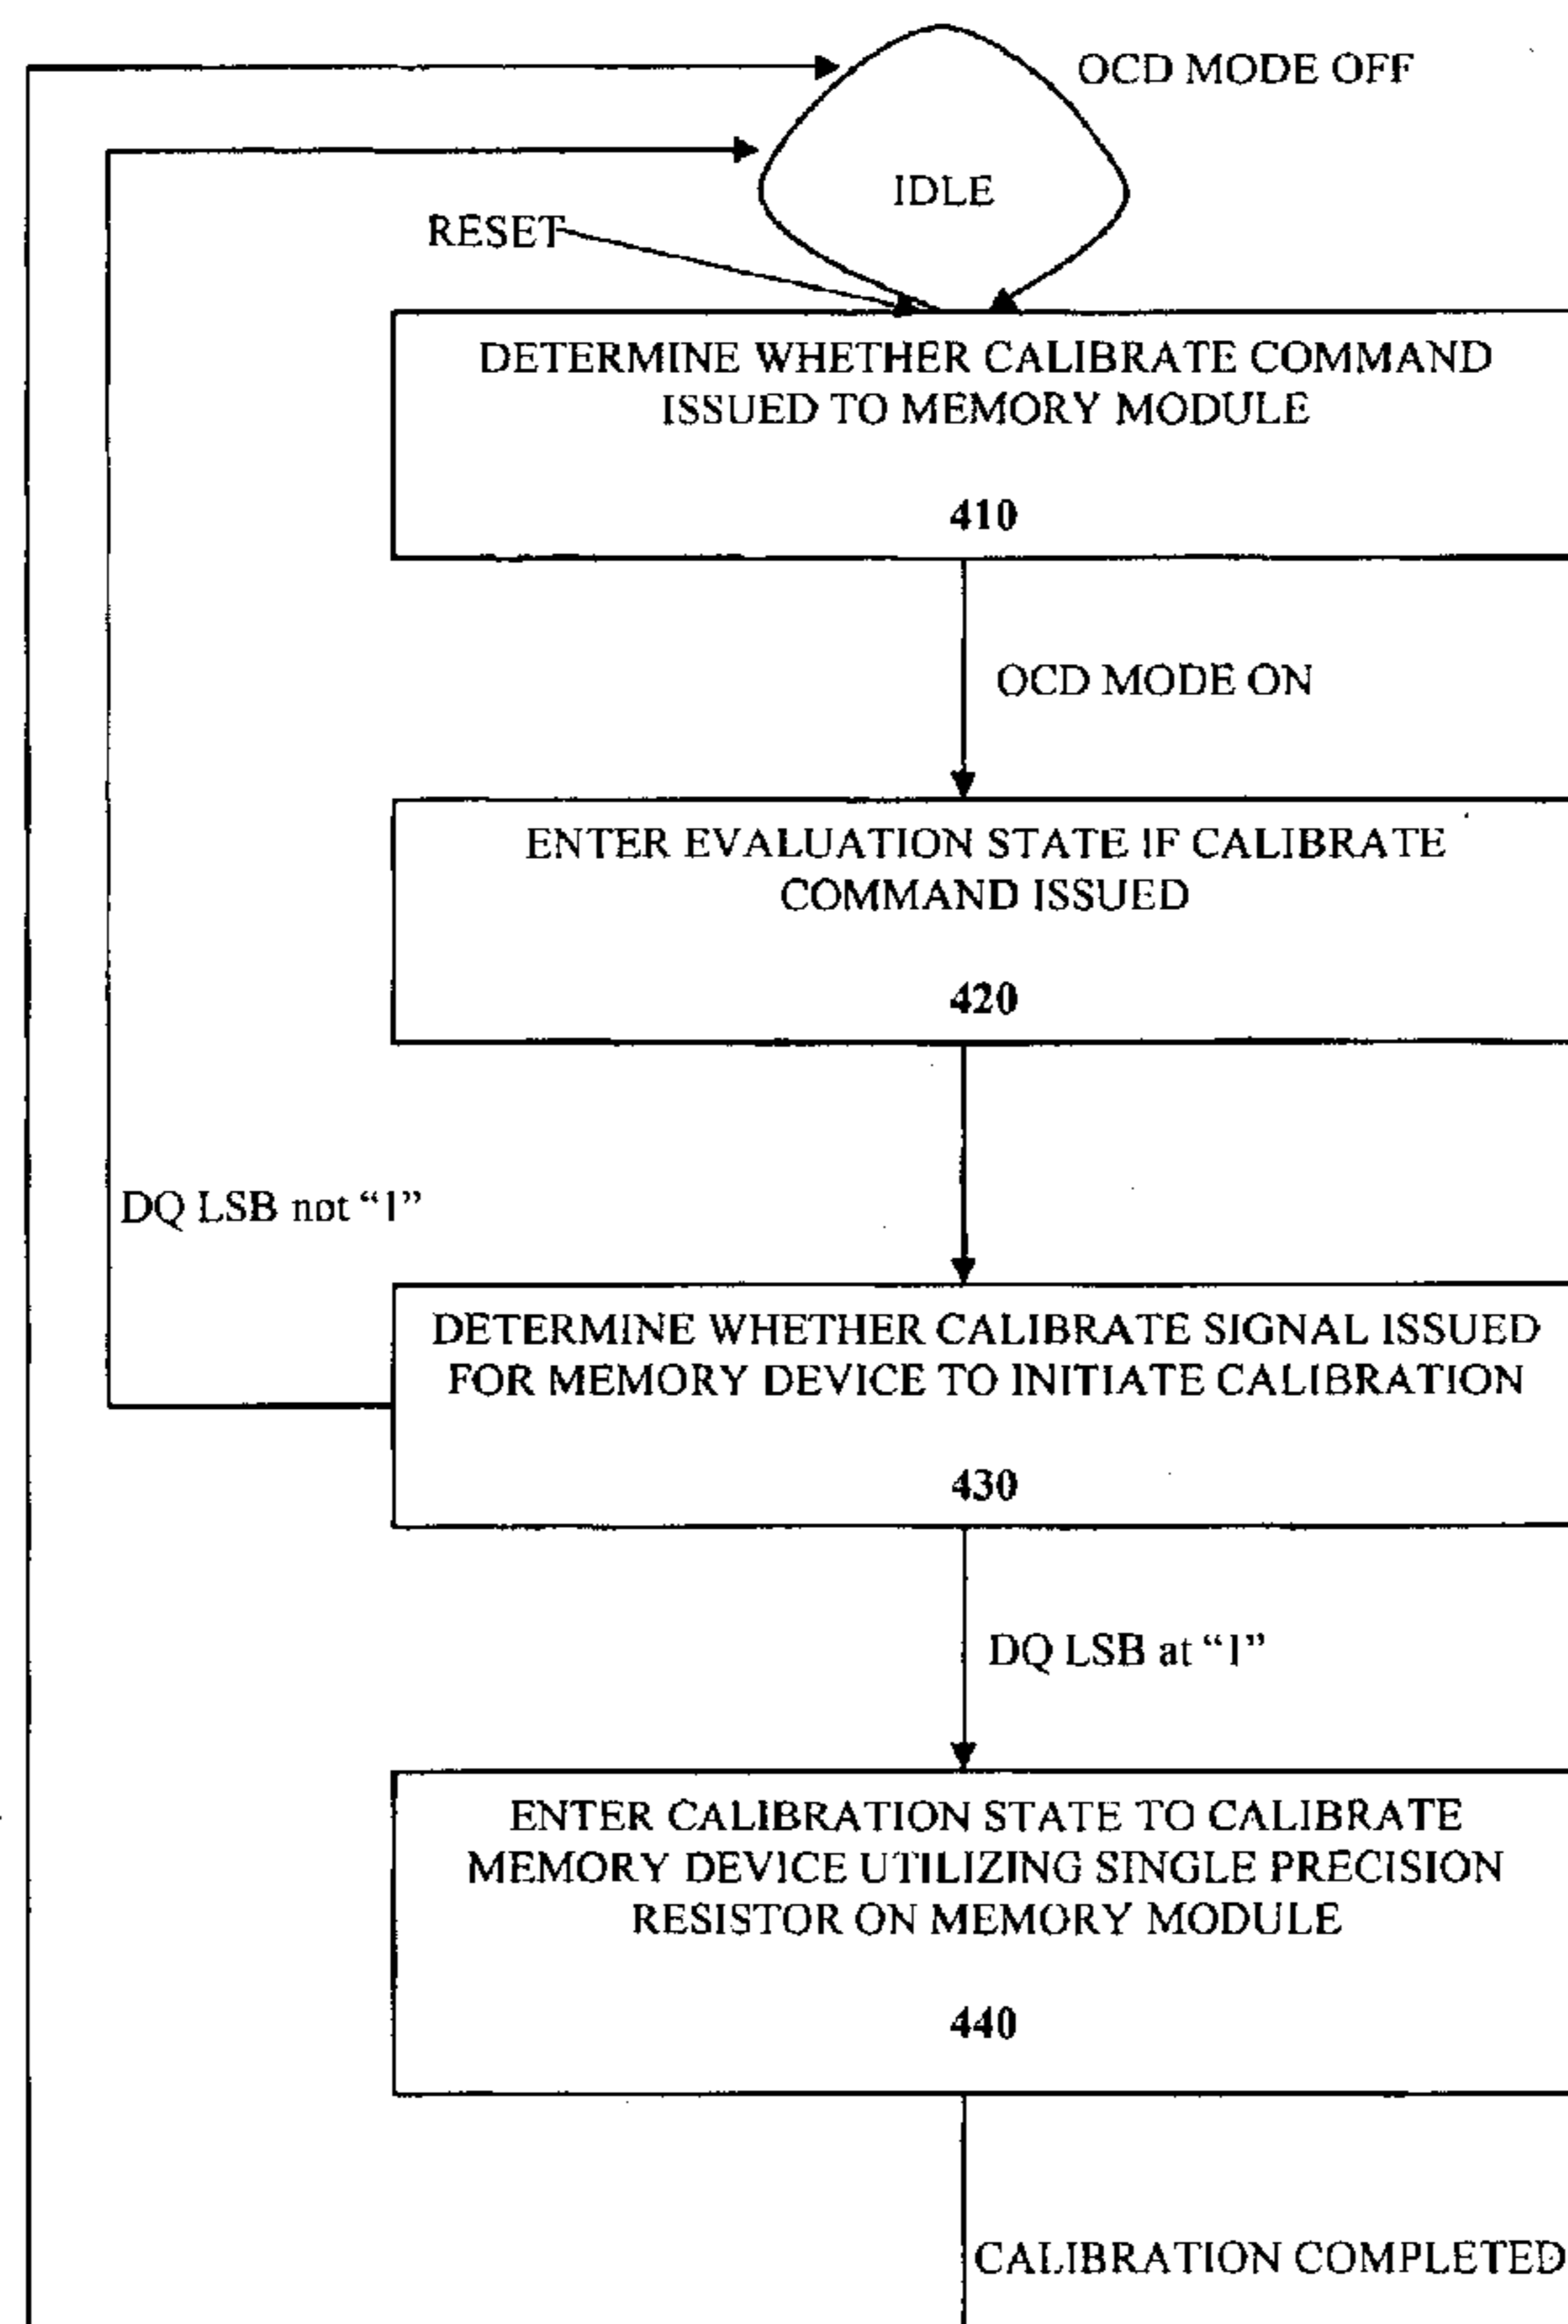 OCD MODE OFF
IDLE
RESET
DETERMINE WHETHER CALIBRATE COMMAND
ISSUED TO MEMORY MODULE
410
OCD MODE ON
ENTER EVALUATION STATE IF CALIBRATE
COMMAND ISSUED
420
DQ LSB not “1”
DETERMINE WHETHER CALIBRATE SIGNAL ISSUED
FOR MEMORY DEVICE TO INITIATE CALIBRATION
430
DQ LSB at “1”
ENTER CALIBRATION STATE TO CALIBRATE
MEMORY DEVICE UTILIZING SINGLE PRECISION
RESISTOR ON MEMORY MODULE
440
CALIBRATION COMPLETED